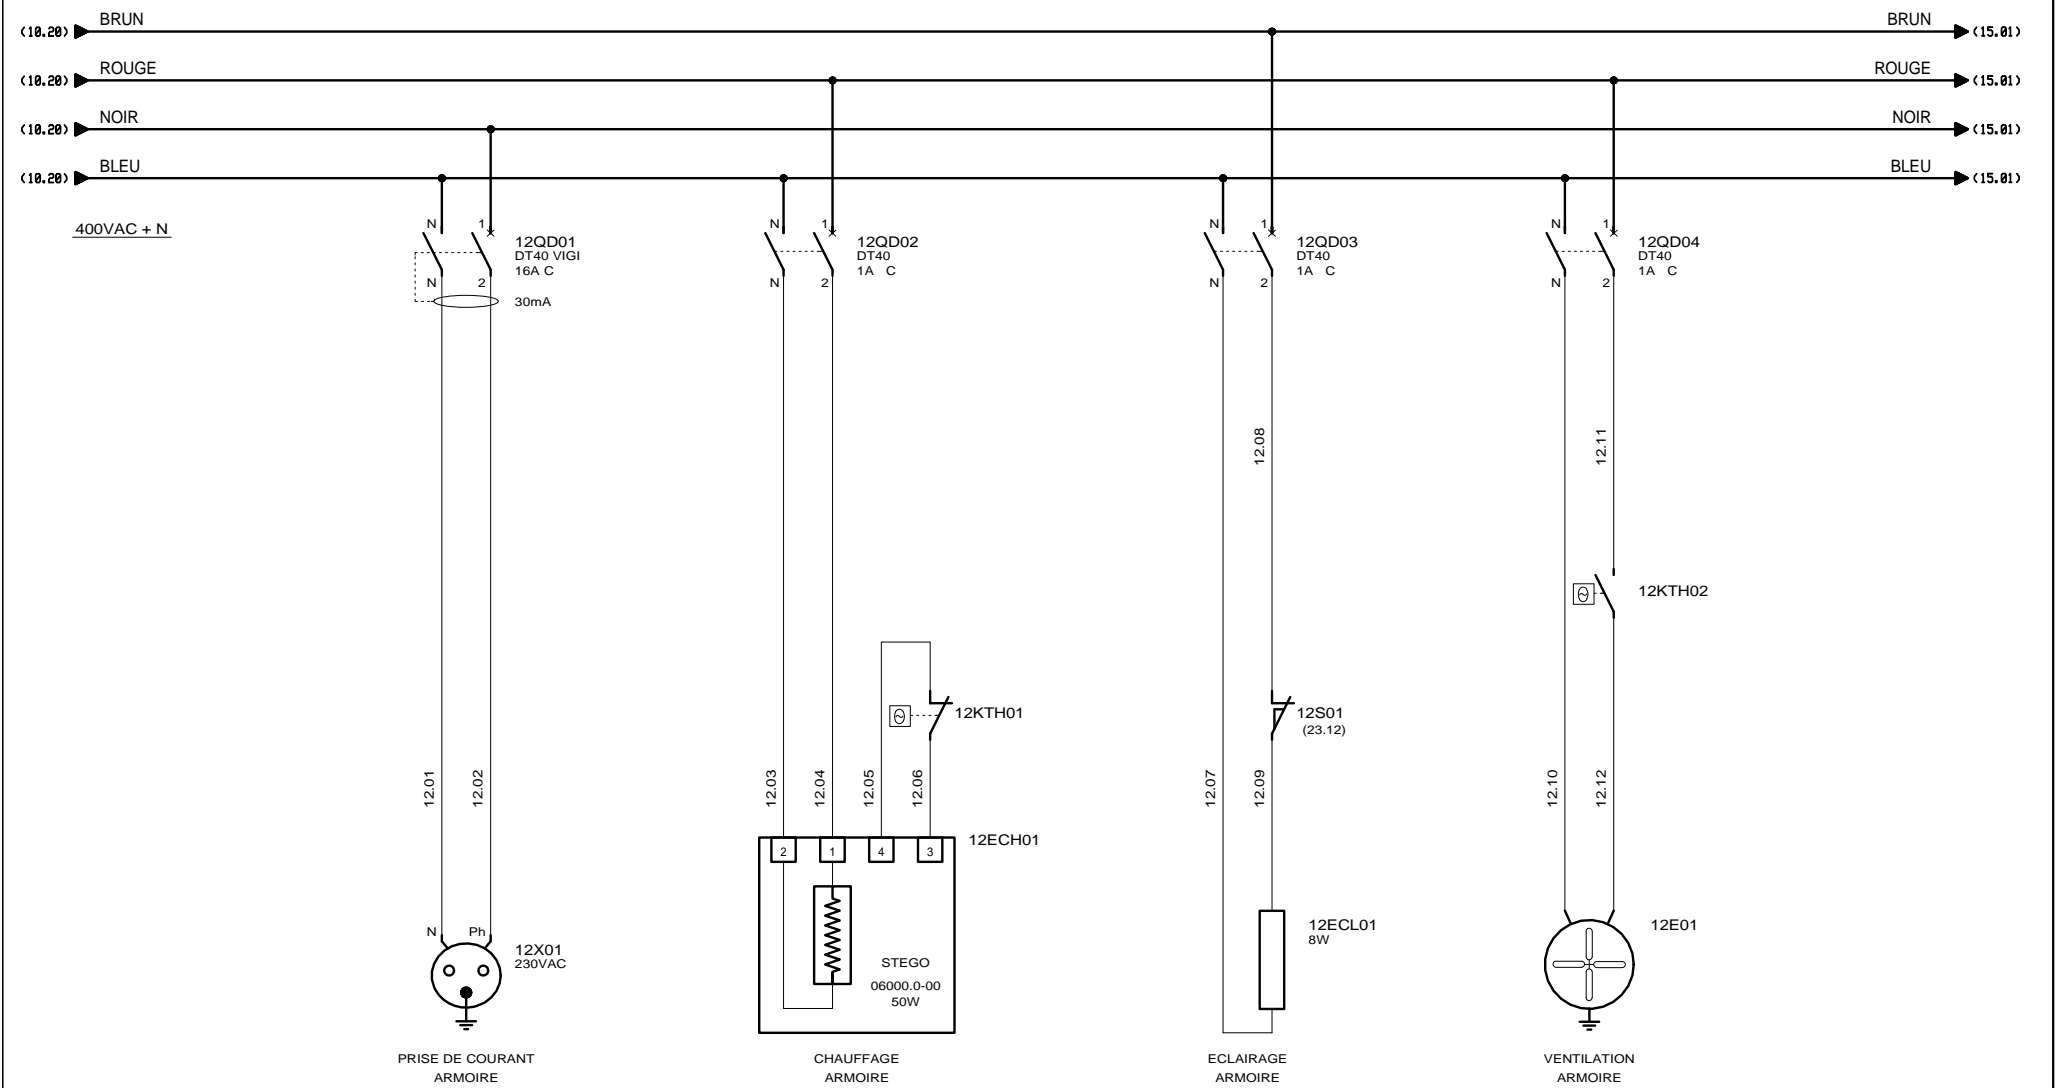 BRUN BRUN
(10.20) (15.01)
ROUGE ROUGE
(10.20) (15.01)
NOIR NOIR
(10.20) (15.01)
BLEU BLEU
(10.20) (15.01)
400VAC + N
N 1
12QD01
DT40 VIGI
16A C
N 2
30mA
N 1
12QD02
DT40
1A C
N 2
N 1
12QD03
DT40
1A C
N 2
N 1
12QD04
DT40
1A C
N 2
12.08
12.11
12KTH02
12KTH01
12S01
(23.12)
12.01
12.02
12.03
12.04
12.05
12.06
12.07
12.09
12.10
12.12
12ECH01
2 1 4 3
N Ph
12X01
230VAC
STEGO
06000.0-00
50W
12ECL01
8W
12E01
PRISE DE COURANT
ARMOIRE
CHAUFFAGE
ARMOIRE
ECLAIRAGE
ARMOIRE
VENTILATION
ARMOIRE